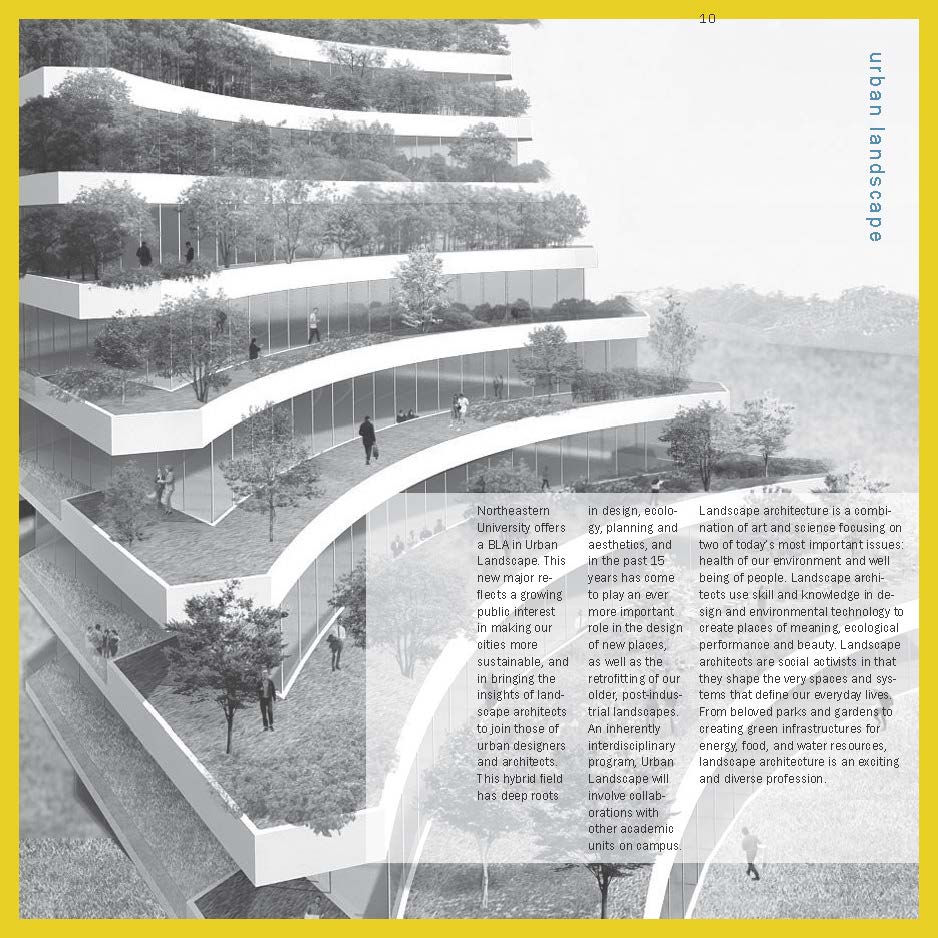 10
urban landscape
Northeastern
University offers
a BLA in Urban
Landscape. This
new major re-
flects a growing
public interest
in making our
cities more
sustainable, and
in bringing the
insights of land-
scape architects
to join those of
urban designers
and architects.
This hybrid field
has deep roots
in design, ecolo-
gy, planning and
aesthetics, and
in the past 15
years has come
to play an ever
more important
role in the design
of new places,
as well as the
retrofitting of our
older, post-indus-
trial landscapes.
An inherently
interdisciplinary
program, Urban
Landscape will
involve collab-
orations with
other academic
units on campus.
Landscape architecture is a combi-
nation of art and science focusing on
two of today's most important issues:
health of our environment and well
being of people. Landscape archi-
tects use skill and knowledge in de-
sign and environmental technology to
create places of meaning, ecological
performance and beauty. Landscape
architects are social activists in that
they shape the very spaces and sys-
tems that define our everyday lives.
From beloved parks and gardens to
creating green infrastructures for
energy, food, and water resources,
landscape architecture is an exciting
and diverse profession.